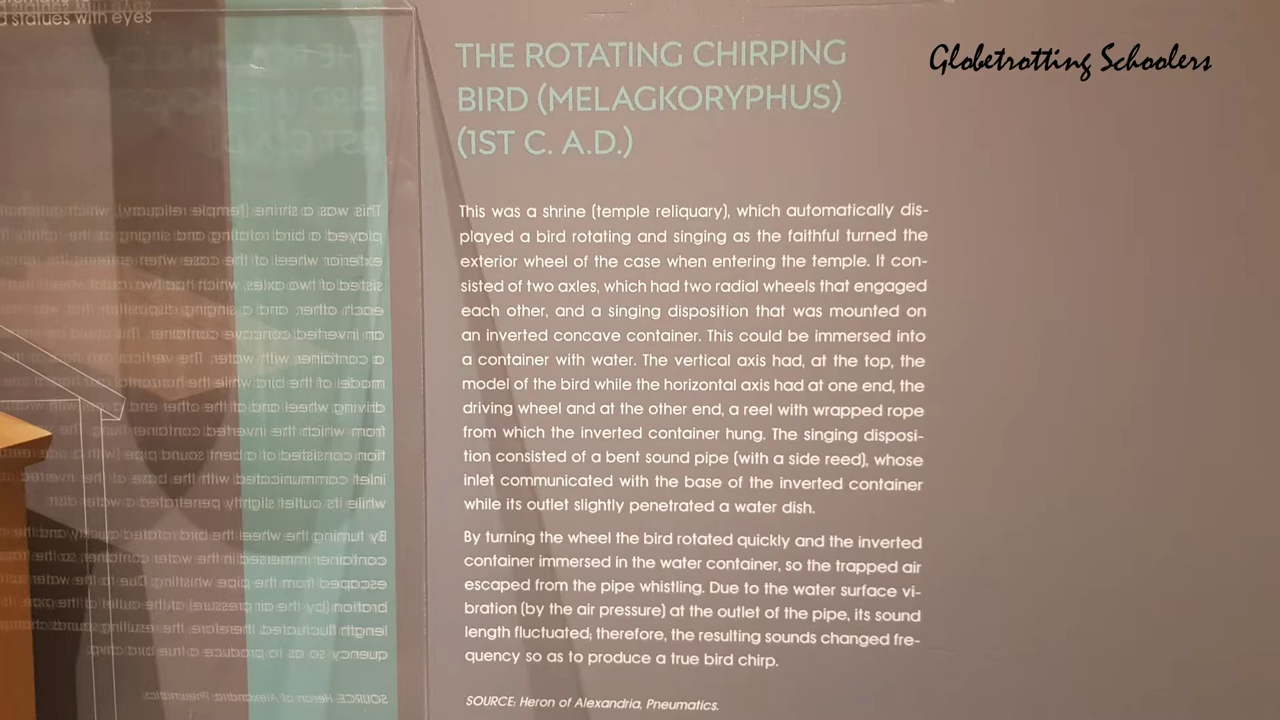 d statues with eyes
Globetrotting Schoolers
THE ROTATING CHIRPING
BIRD (MELAGKORYPHUS)
(1ST C. A.D.)
This was a shrine (temple reliquary), which automatically dis-
played a bird rotating and singing as the faithful turned the
exterior wheel of the case when entering the temple. It con-
sisted of two axles, which had two radial wheels that engaged
each other, and a singing disposition that was mounted on
an inverted concave container. This could be immersed into
a container with water. The vertical axis had, at the top, the
model of the bird while the horizontal axis had at one end, the
driving wheel and at the other end, a reel with wrapped rope
from which the inverted container hung. The singing disposi-
tion consisted of a bent sound pipe (with a side reed), whose
inlet communicated with the base of the inverted container
while its outlet slightly penetrated a water dish.
By turning the wheel the bird rotated quickly and the inverted
container immersed in the water container, so the trapped air
escaped from the pipe whistling. Due to the water surface vi-
bration (by the air pressure) at the outlet of the pipe, its sound
length fluctuated; therefore, the resulting sounds changed fre-
quency so as to produce a true bird chirp.
SOURCE: Heron of Alexandria, Pneumatics.